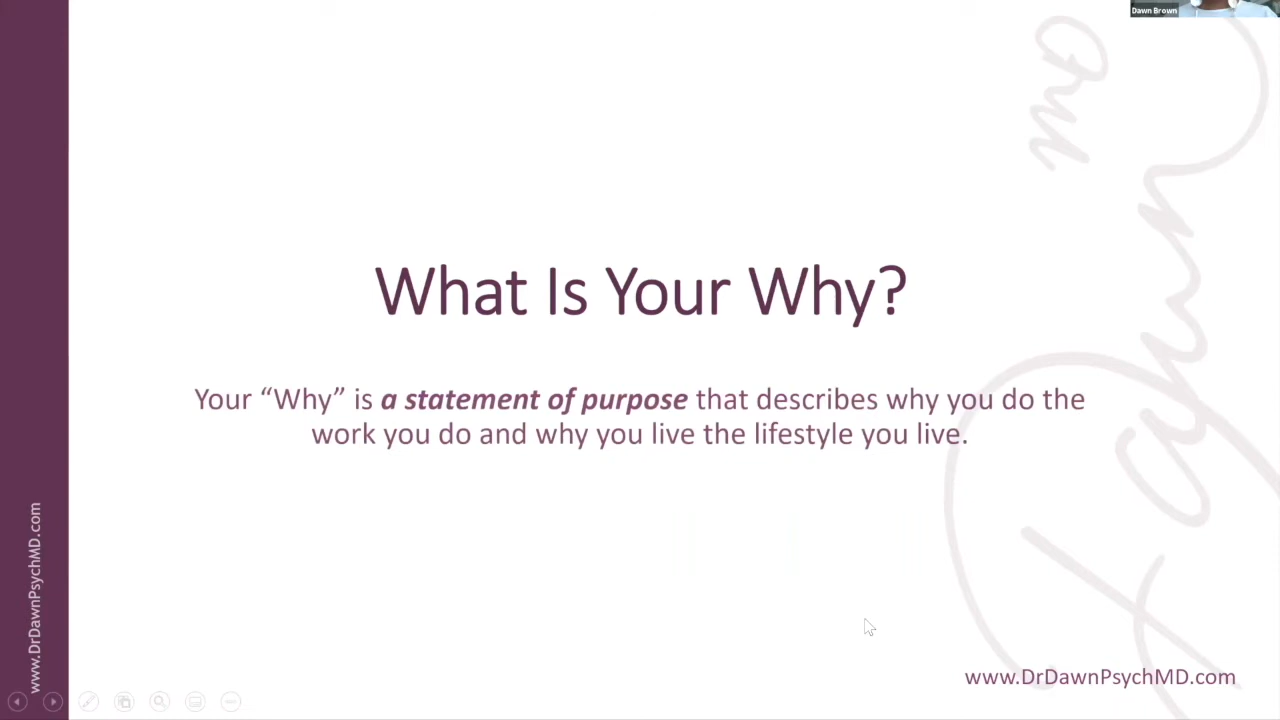 Dawn Brown
What Is Your Why?
Your “Why” is a statement of purpose that describes why you do the
work you do and why you live the lifestyle you live.
www.DrDawnPsychMD.com
www.DrDawnPsychMD.com